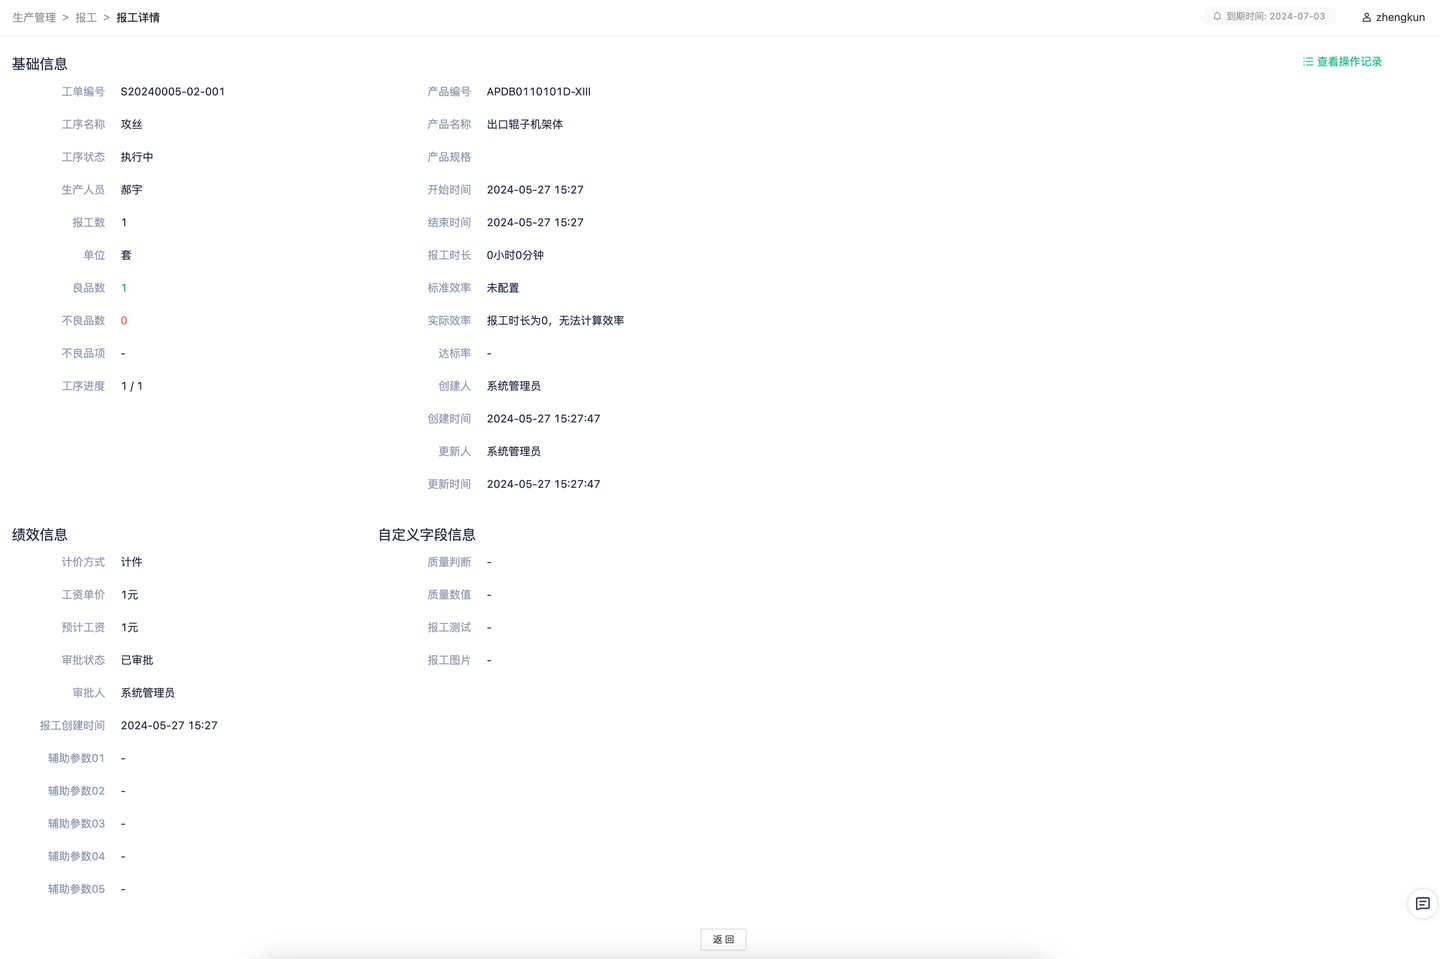 生产管理 > 报工 > 报工详情
到期时间: 2024-07-03
zhengkun
基础信息
查看操作记录
工单编号 S20240005-02-001
产品编号 APDB0110101D-XIII
工序名称 攻丝
产品名称 出口辊子机架体
工序状态 执行中
产品规格
生产人员 郝宇
开始时间 2024-05-27 15:27
报工数 1
结束时间 2024-05-27 15:27
单位 套
报工时长 0小时0分钟
良品数 1
标准效率 未配置
不良品数 0
实际效率 报工时长为0，无法计算效率
不良品项 -
达标率 -
工序进度 1 / 1
创建人 系统管理员
创建时间 2024-05-27 15:27:47
更新人 系统管理员
更新时间 2024-05-27 15:27:47
绩效信息
自定义字段信息
计价方式 计件
质量判断 -
工资单价 1元
质量数值 -
预计工资 1元
报工测试 -
审批状态 已审批
报工图片 -
审批人 系统管理员
报工创建时间 2024-05-27 15:27
辅助参数01 -
辅助参数02 -
辅助参数03 -
辅助参数04 -
辅助参数05 -
返 回